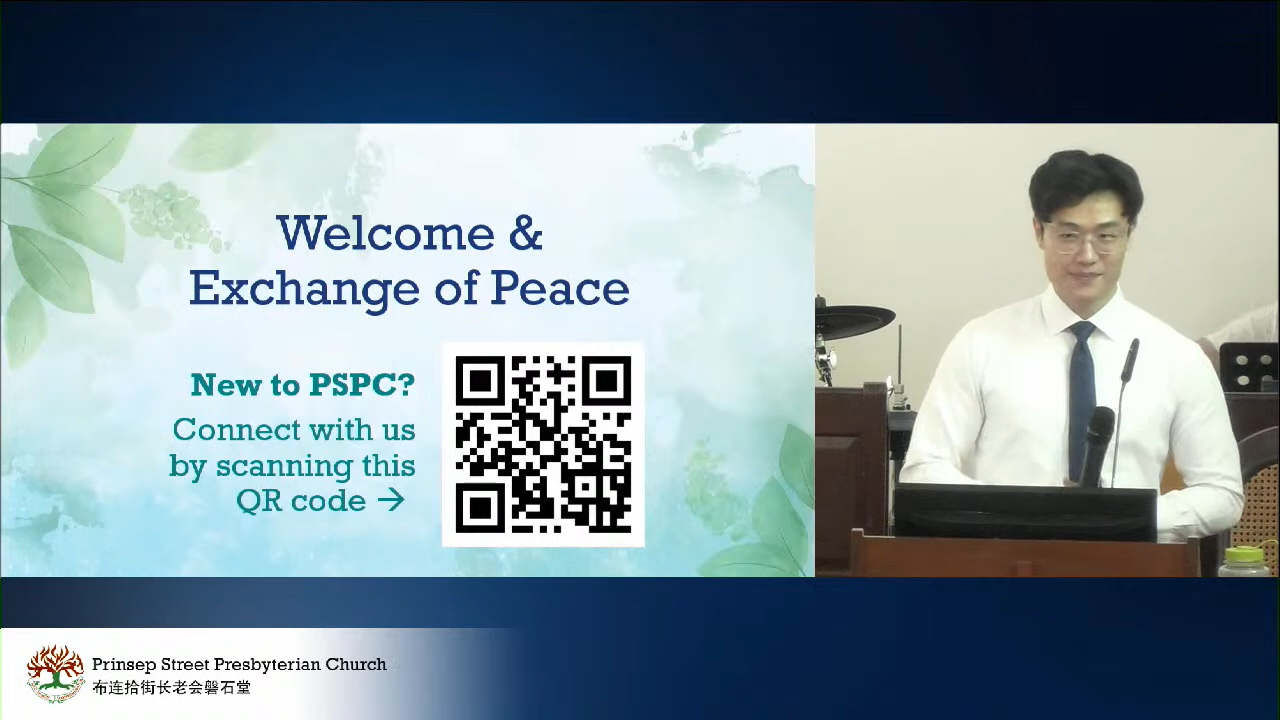 Welcome &
Exchange of Peace
New to PSPC?
Connect with us
by scanning this
QR code →
Prinsep Street Presbyterian Church
布连拾街长老会磐石堂